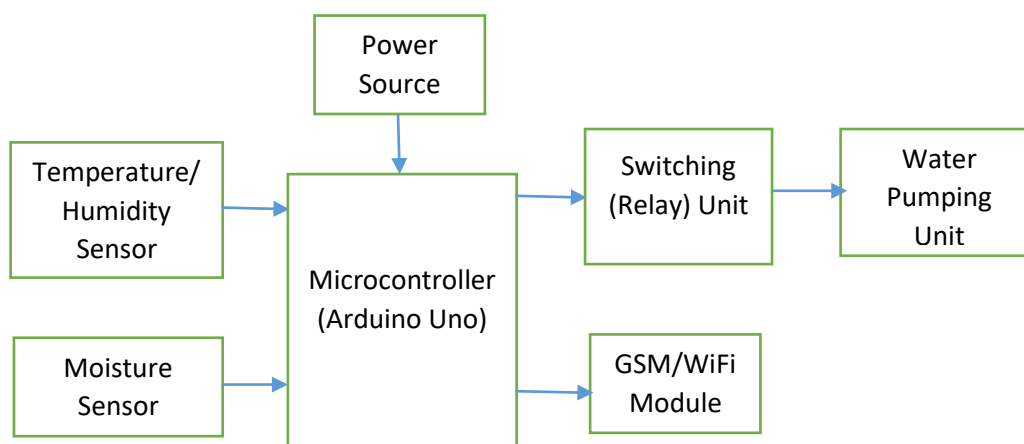 Power
Source
Temperature/
Humidity
Sensor
Switching
(Relay) Unit
Water
Pumping
Unit
Microcontroller
(Arduino Uno)
Moisture
Sensor
GSM/WiFi
Module